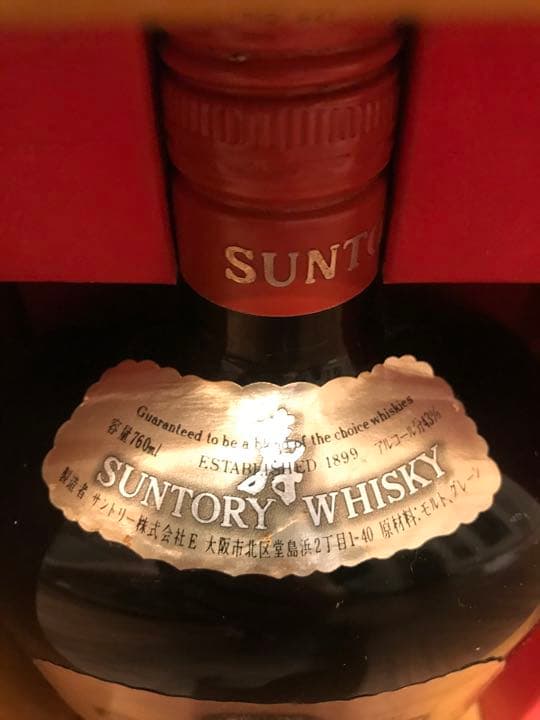 SUNTO
Guaranteed to be a blend of the choice whiskies
容量760ml
アルコール分43%
ESTABLISHED 1899
寿
SUNTORY WHISKY
製造者 サントリー株式会社E 大阪市北区堂島浜2丁目1-40 原材料:モルト、グレーン